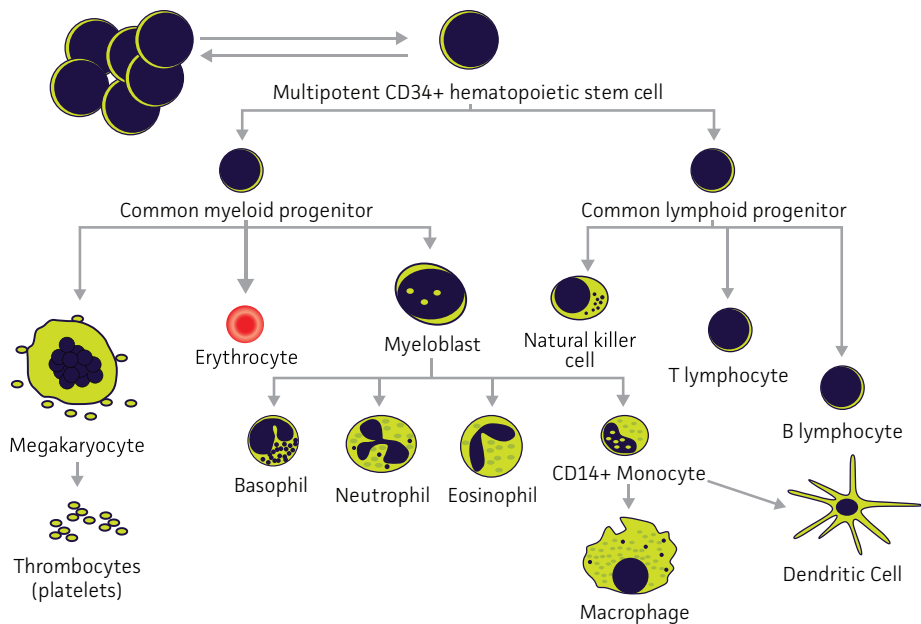 Multipotent CD34+ hematopoietic stem cell
Common myeloid progenitor
Common lymphoid progenitor
Erythrocyte
Myeloblast
Natural killer
cell
T lymphocyte
B lymphocyte
Megakaryocyte
Basophil
Neutrophil
Eosinophil
CD14+ Monocyte
Thrombocytes
(platelets)
Macrophage
Dendritic Cell